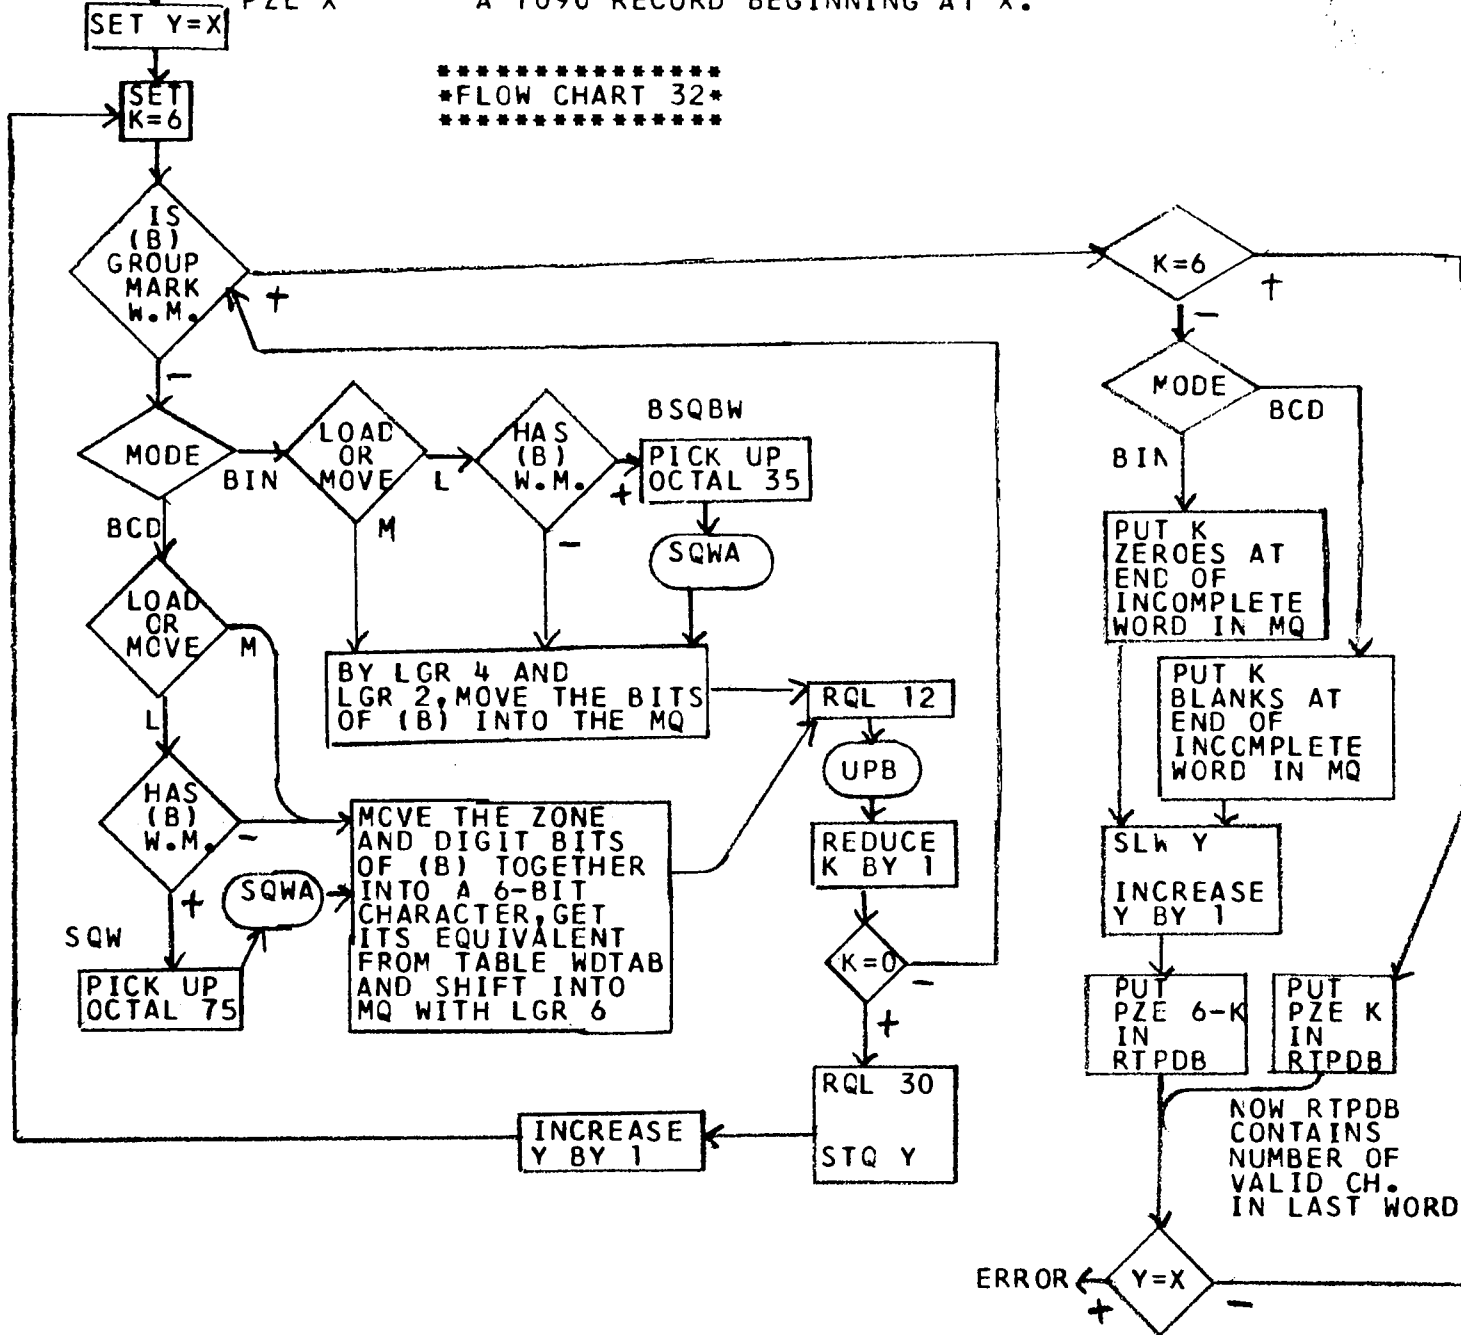 PZE X A 7090 RECORD BEGINNING AT X.
SET Y=X
***************
*FLOW CHART 32*
***************
SET
K=6
IS
(B)
GROUP
MARK
W.M.
+
-
K=6
+
-
MODE
BIN
BCD
LOAD
OR
MOVE
L
M
HAS
(B)
W.M.
+
-
BSQBW
PICK UP
OCTAL 35
SQWA
BY LGR 4 AND
LGR 2,MOVE THE BITS
OF (B) INTO THE MQ
LOAD
OR
MOVE
M
L
HAS
(B)
W.M.
-
+
SQW
PICK UP
OCTAL 75
SQWA
MOVE THE ZONE
AND DIGIT BITS
OF (B) TOGETHER
INTO A 6-BIT
CHARACTER,GET
ITS EQUIVALENT
FROM TABLE WDTAB
AND SHIFT INTO
MQ WITH LGR 6
RQL 12
UPB
REDUCE
K BY 1
K=0
-
+
RQL 30
STQ Y
INCREASE
Y BY 1
MODE
BCD
BIN
PUT K
ZEROES AT
END OF
INCOMPLETE
WORD IN MQ
PUT K
BLANKS AT
END OF
INCCMPLETE
WORD IN MQ
SLW Y
INCREASE
Y BY 1
PUT
PZE 6-K
IN
RTPDB
PUT
PZE K
IN
RTPDB
NOW RTPDB
CONTAINS
NUMBER OF
VALID CH.
IN LAST WORD
ERROR
Y=X
+
-